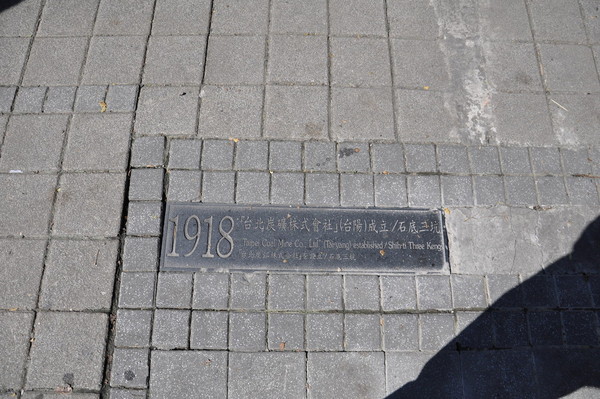 1918 「台北炭礦株式會社」(台陽)成立/石底三坑
Taipei Coal Mine Co., Ltd. (Taiyang) established / Shih-ti Three Keng